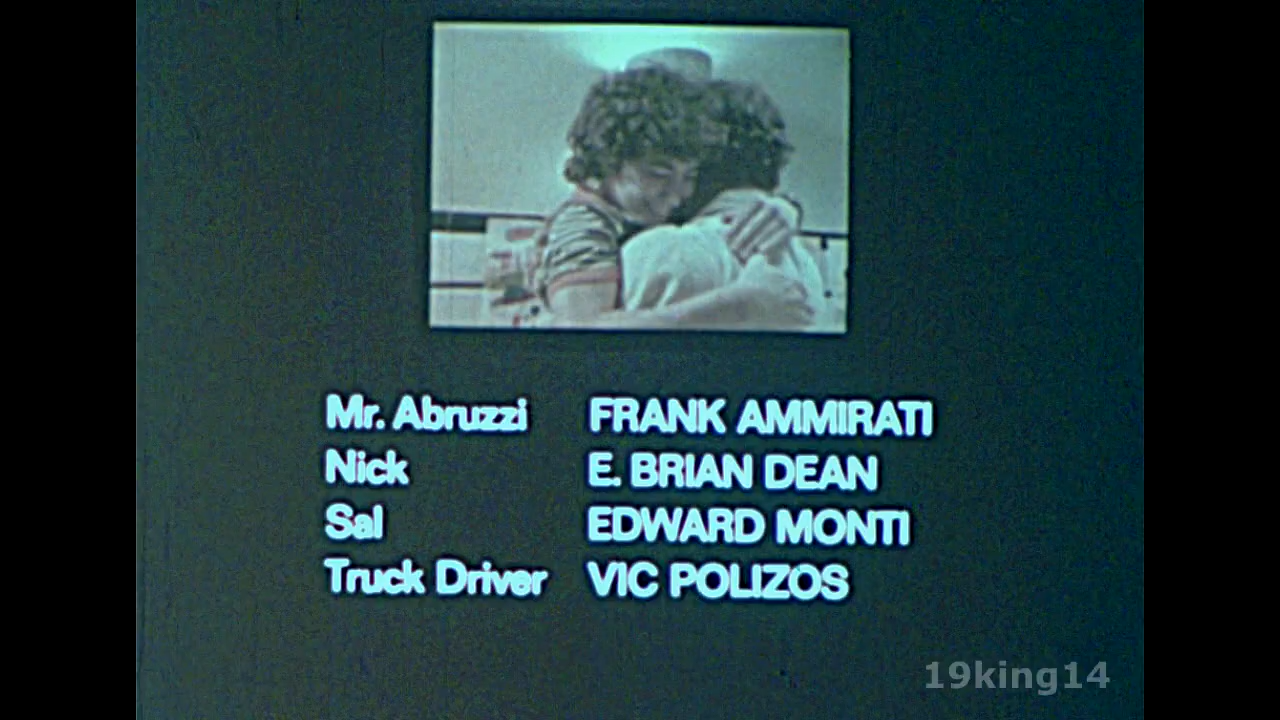 Mr. Abruzzi FRANK AMMIRATI
Nick E. BRIAN DEAN
Sal EDWARD MONTI
Truck Driver VIC POLIZOS
19king14